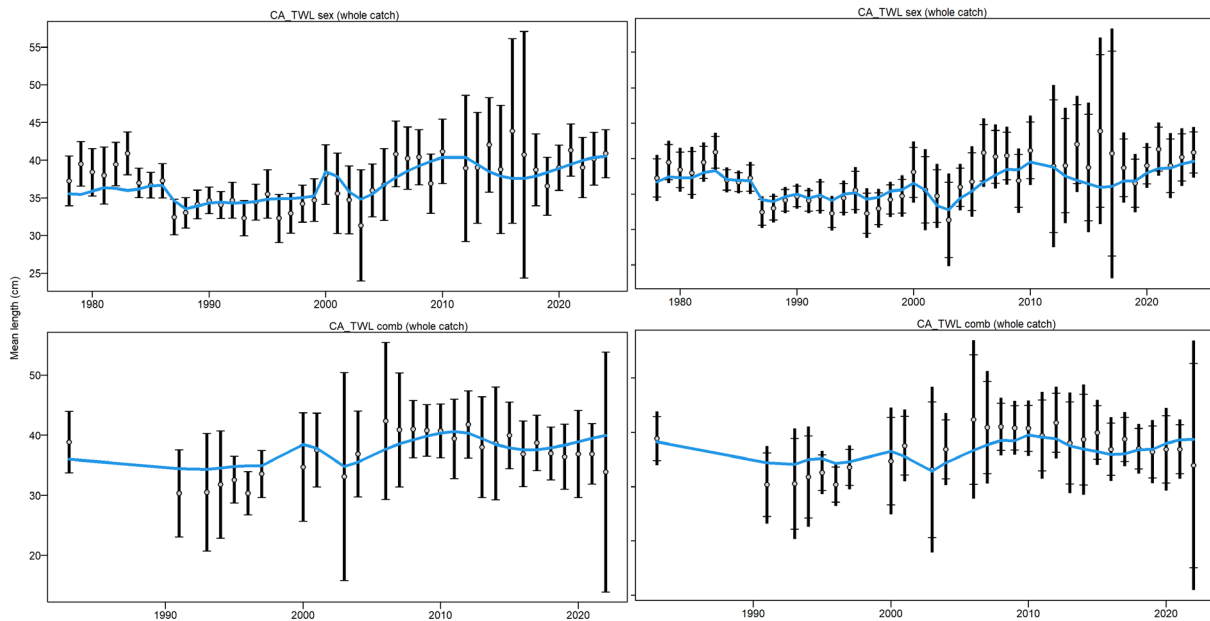 CA_TWL sex (whole catch)
CA_TWL sex (whole catch)
55
50
45
40
35
30
25
1980 1990 2000 2010 2020
1980 1990 2000 2010 2020
Mean length (cm)
CA_TWL comb (whole catch)
CA_TWL comb (whole catch)
50
40
30
20
1990 2000 2010 2020
1990 2000 2010 2020